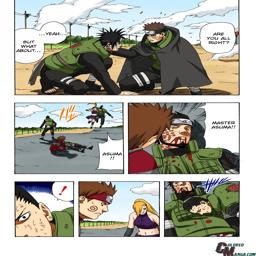 ARE
YOU ALL
RIGHT?
YEAH...
BUT
WHAT
ABOUT...
MASTER
ASUMA!!
ASUMA
!!
!
COLORED
MANGA.COM